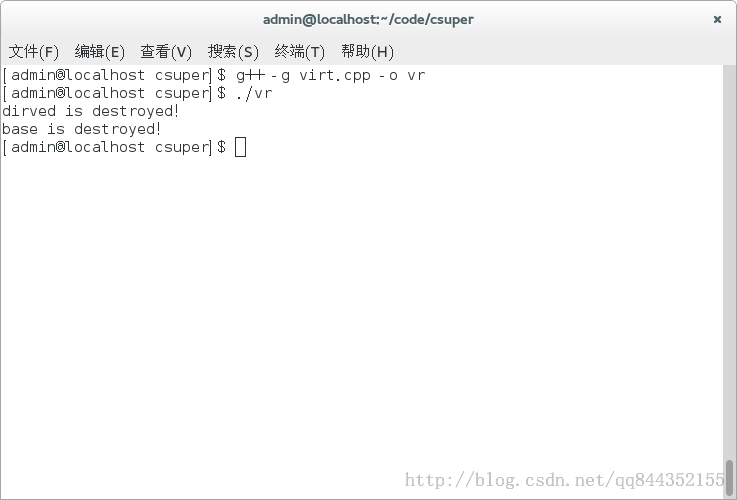 admin@localhost:~/code/csuper
文件(F) 编辑(E) 查看(V) 搜索(S) 终端(T) 帮助(H)
[admin@localhost csuper]$ g++ -g virt.cpp -o vr
[admin@localhost csuper]$ ./vr
dirved is destroyed!
base is destroyed!
[admin@localhost csuper]$
http://blog.csdn.net/qq844352155